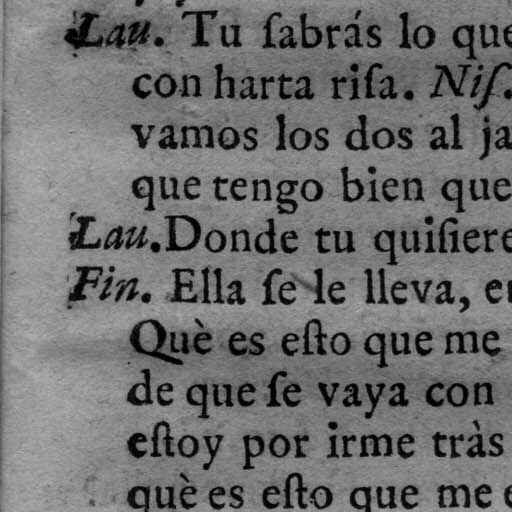 Lau. Tu ſabrás lo que
con harta riſa. Niſ.
vamos los dos al ja
que tengo bien que
Lau. Donde tu quiſiere
Fin. Ella ſe le lleva, en
Què es eſto que me
de que ſe vaya con
eſtoy por irme tràs
què es eſto que me e